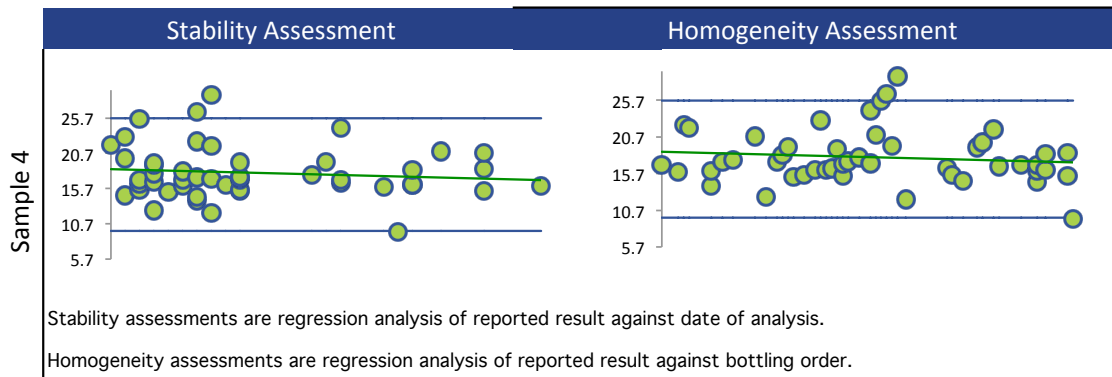 Stability Assessment
Homogeneity Assessment
Sample 4
25.7
20.7
15.7
10.7
5.7
25.7
20.7
15.7
10.7
5.7
Stability assessments are regression analysis of reported result against date of analysis.
Homogeneity assessments are regression analysis of reported result against bottling order.